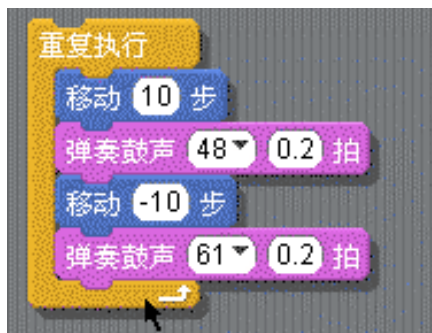 重复执行
移动 10 步
弹奏鼓声 48 0.2 拍
移动 -10 步
弹奏鼓声 61 0.2 拍